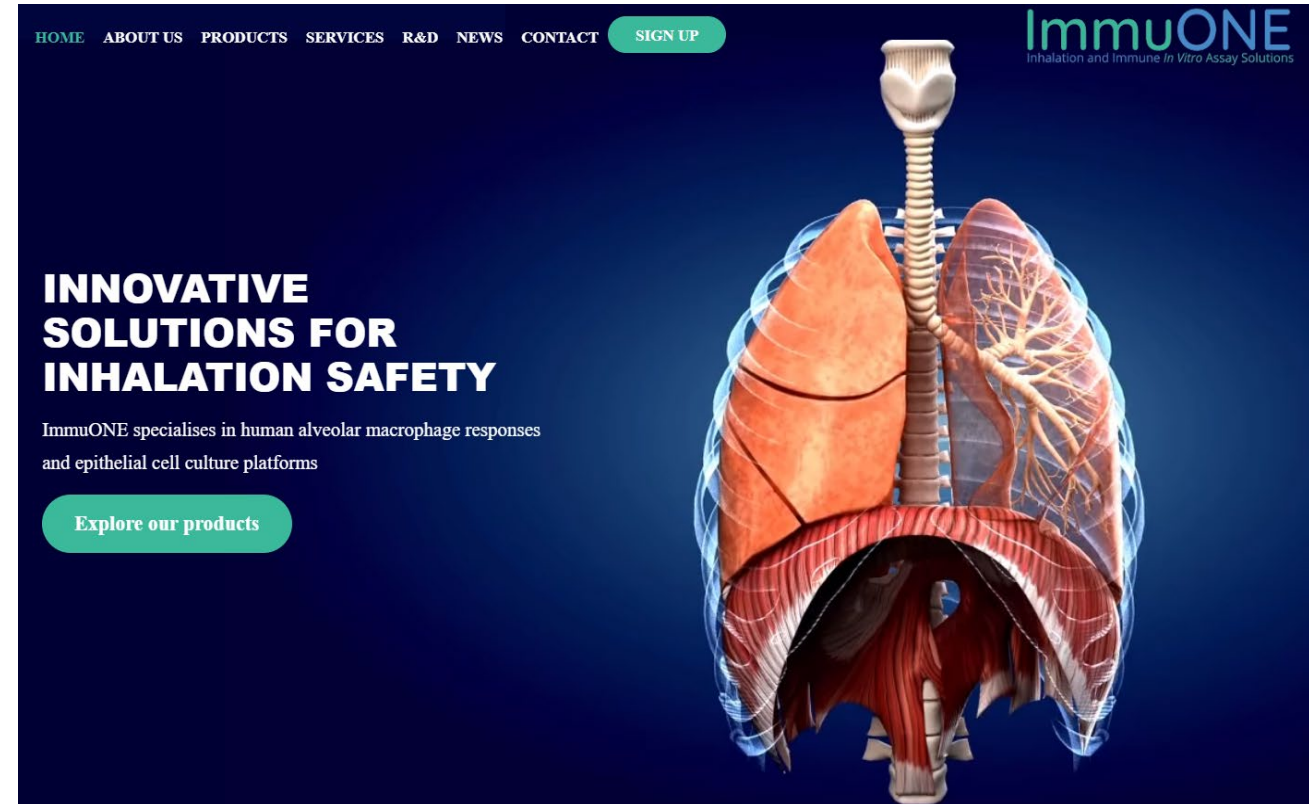 HOME ABOUT US PRODUCTS SERVICES R&D NEWS CONTACT SIGN UP
ImmuONE
Inhalation and Immune In Vitro Assay Solutions
INNOVATIVE
SOLUTIONS FOR
INHALATION SAFETY
ImmuONE specialises in human alveolar macrophage responses
and epithelial cell culture platforms
Explore our products